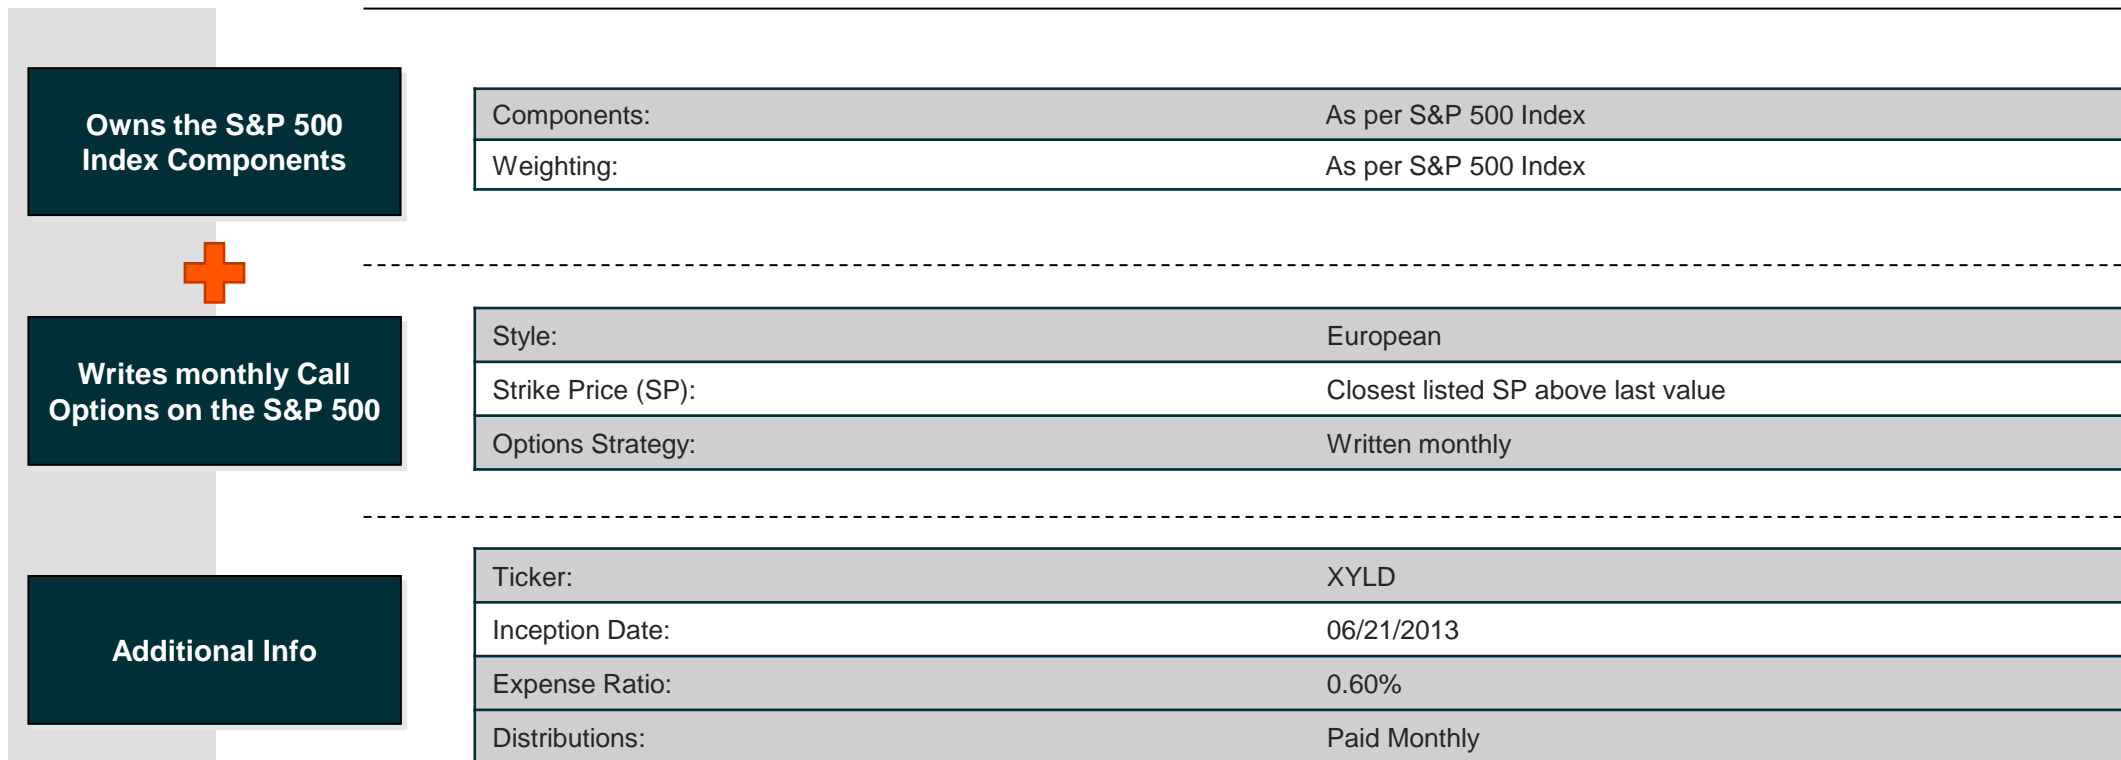 Owns the S&P 500
Index Components
Components: As per S&P 500 Index
Weighting: As per S&P 500 Index
Writes monthly Call
Options on the S&P 500
Style: European
Strike Price (SP): Closest listed SP above last value
Options Strategy: Written monthly
Additional Info
Ticker: XYLD
Inception Date: 06/21/2013
Expense Ratio: 0.60%
Distributions: Paid Monthly